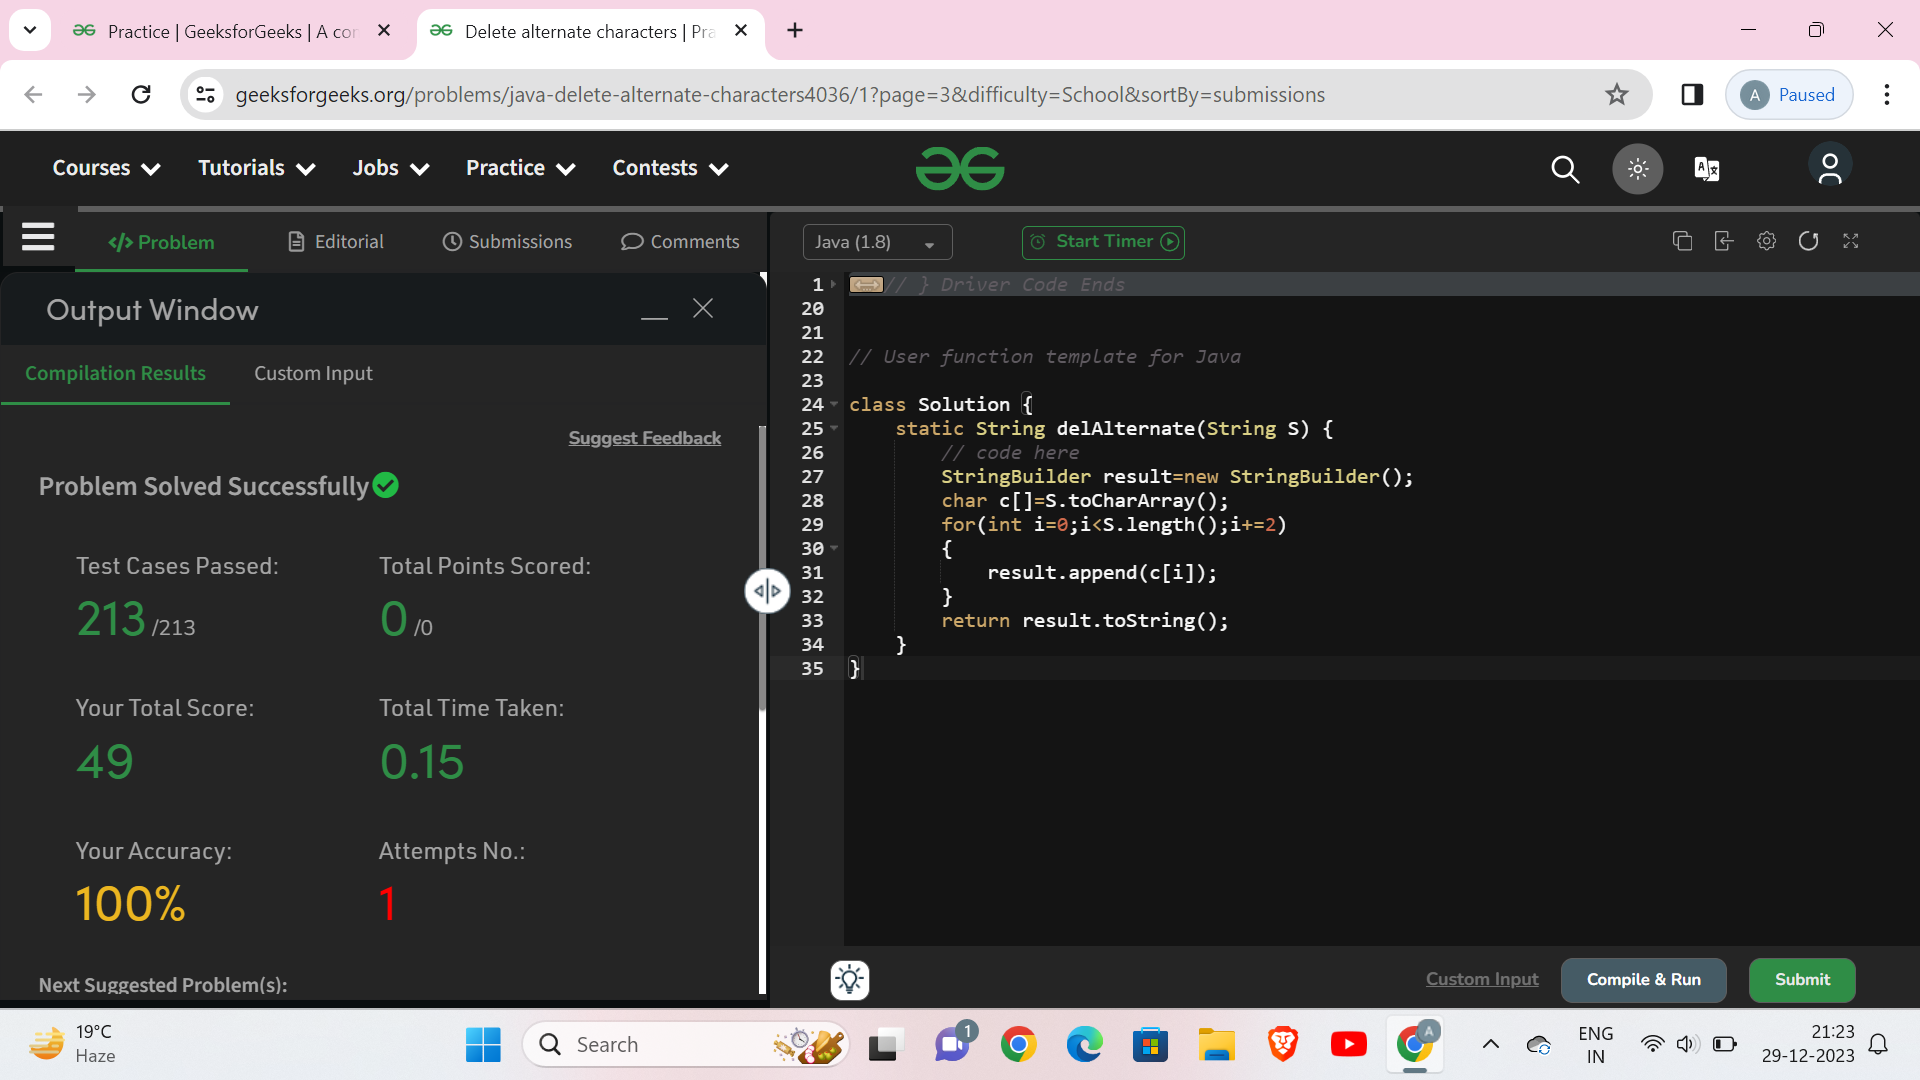 Practice | GeeksforGeeks | A co
Delete alternate characters | Pra
geeksforgeeks.org/problems/java-delete-alternate-characters4036/1?page=3&difficulty=School&sortBy=submissions
A Paused
Courses
Tutorials
Jobs
Practice
Contests
Problem
Editorial
Submissions
Comments
Java (1.8)
Start Timer
Output Window
Compilation Results
Custom Input
Suggest Feedback
Problem Solved Successfully
Test Cases Passed:
Total Points Scored:
213 /213
0 /0
Your Total Score:
Total Time Taken:
49
0.15
Your Accuracy:
Attempts No.:
100%
1
Next Suggested Problem(s):
1 // } Driver Code Ends
20
21
22 // User function template for Java
23
24 class Solution {
25 static String delAlternate(String S) {
26 // code here
27 StringBuilder result=new StringBuilder();
28 char c[]=S.toCharArray();
29 for(int i=0;i<S.length();i+=2)
30 {
31 result.append(c[i]);
32 }
33 return result.toString();
34 }
35 }
Custom Input
Compile & Run
Submit
19°C
Haze
Search
1
A
ENG
IN
21:23
29-12-2023